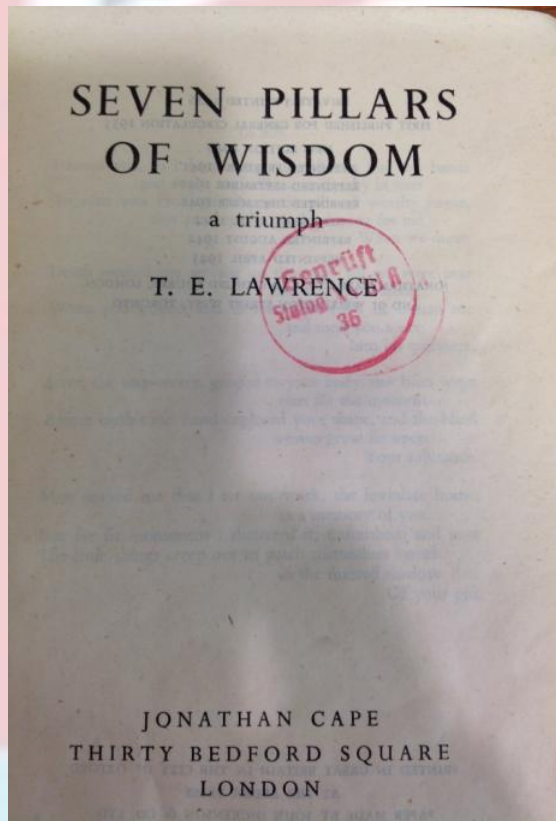 SEVEN PILLARS
OF WISDOM
a triumph
T. E. LAWRENCE
Geprüft
Stalag
36
JONATHAN CAPE
THIRTY BEDFORD SQUARE
LONDON